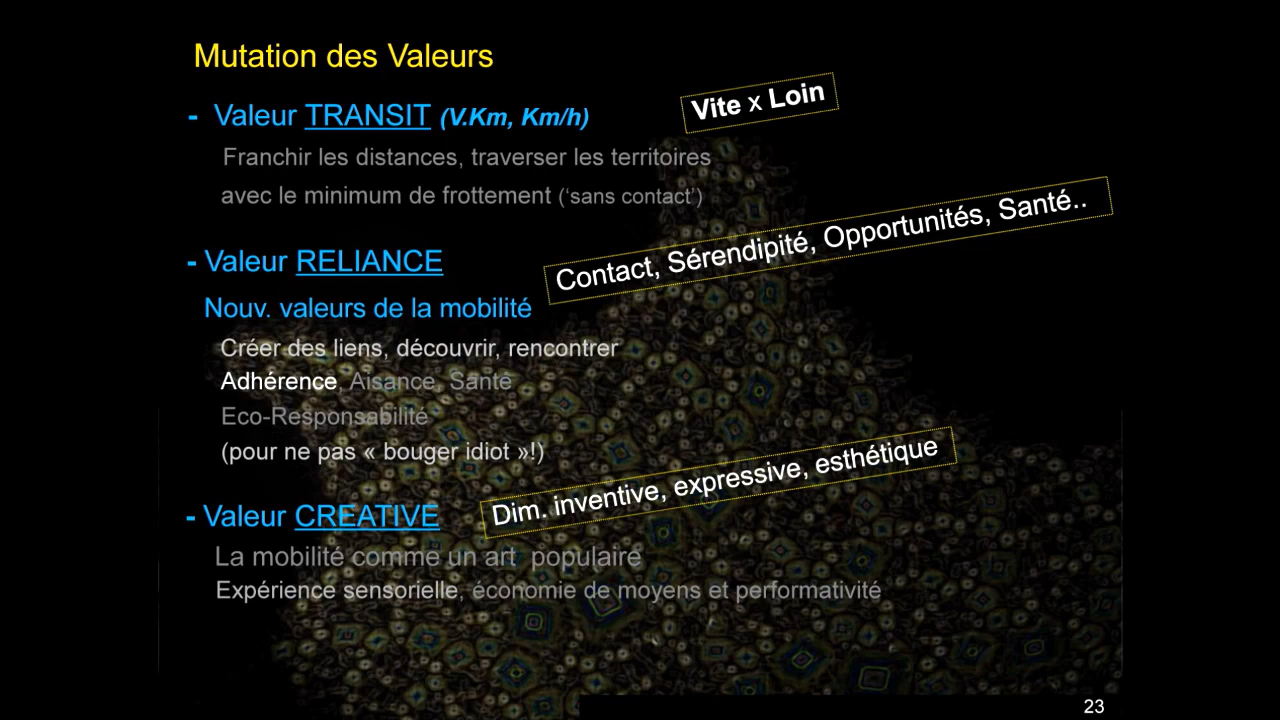 Mutation des Valeurs
- Valeur TRANSIT (V.Km, Km/h)
Vite x Loin
Franchir les distances, traverser les territoires
avec le minimum de frottement (‘sans contact’)
- Valeur RELIANCE
Contact, Sérendipité, Opportunités, Santé..
Nouv. valeurs de la mobilité
Créer des liens, découvrir, rencontrer
Adhérence, Aisance, Santé
Eco-Responsabilité
(pour ne pas « bouger idiot »!)
- Valeur CREATIVE
Dim. inventive, expressive, esthétique
La mobilité comme un art populaire
Expérience sensorielle, économie de moyens et performativité
23